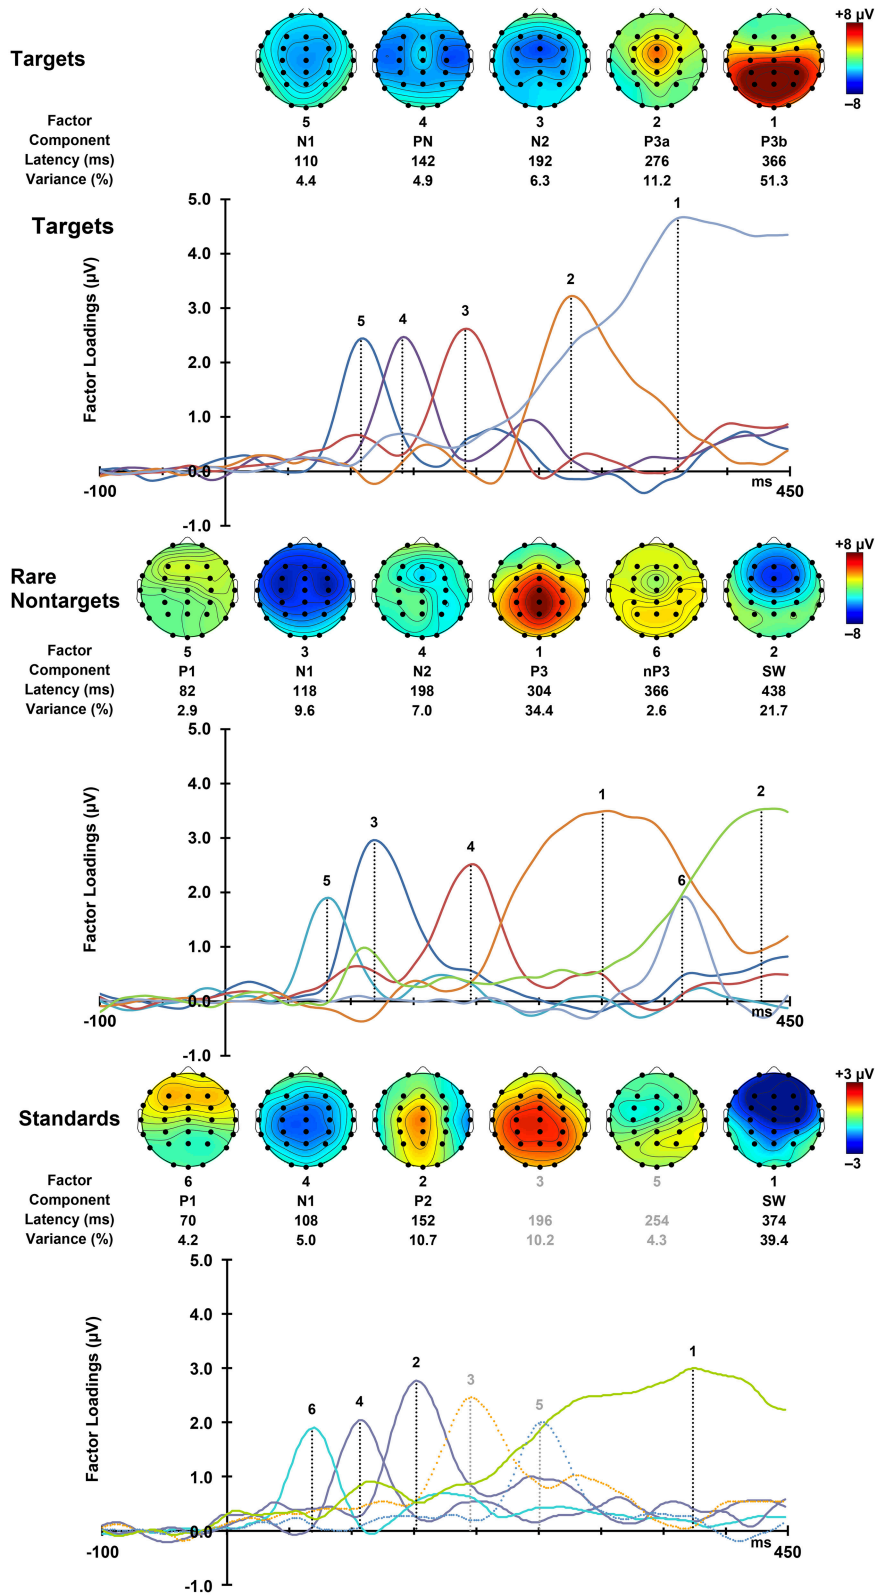 +8 µV
Targets
−8
Factor 5 4 3 2 1
Component N1 PN N2 P3a P3b
Latency (ms) 110 142 192 276 366
Variance (%) 4.4 4.9 6.3 11.2 51.3
Targets
Factor Loadings (µV)
5.0
4.0
3.0
2.0
1.0
0.0
-1.0
5
4
3
2
1
-100
ms
450
Rare
Nontargets
+8 µV
−8
Factor 5 3 4 1 6 2
Component P1 N1 N2 P3 nP3 SW
Latency (ms) 82 118 198 304 366 438
Variance (%) 2.9 9.6 7.0 34.4 2.6 21.7
Factor Loadings (µV)
5.0
4.0
3.0
2.0
1.0
0.0
-1.0
5
3
4
1
6
2
-100
ms
450
Standards
+3 µV
−3
Factor 6 4 2 3 5 1
Component P1 N1 P2 SW
Latency (ms) 70 108 152 196 254 374
Variance (%) 4.2 5.0 10.7 10.2 4.3 39.4
Factor Loadings (µV)
5.0
4.0
3.0
2.0
1.0
0.0
-1.0
6
4
2
3
5
1
-100
ms
450